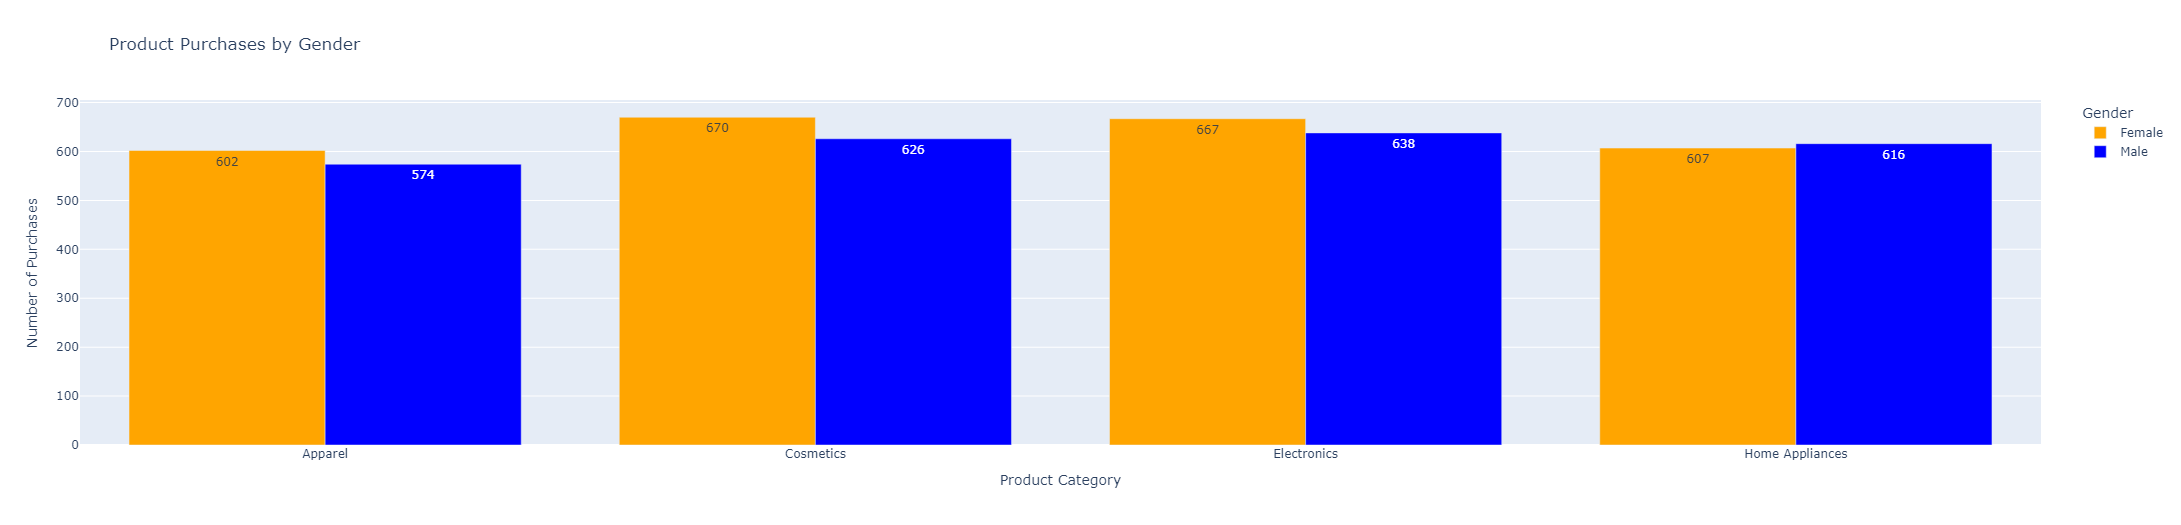 Product Purchases by Gender
Number of Purchases
700
600
500
400
300
200
100
0
602
574
670
626
667
638
607
616
Apparel
Cosmetics
Electronics
Home Appliances
Product Category
Gender
Female
Male